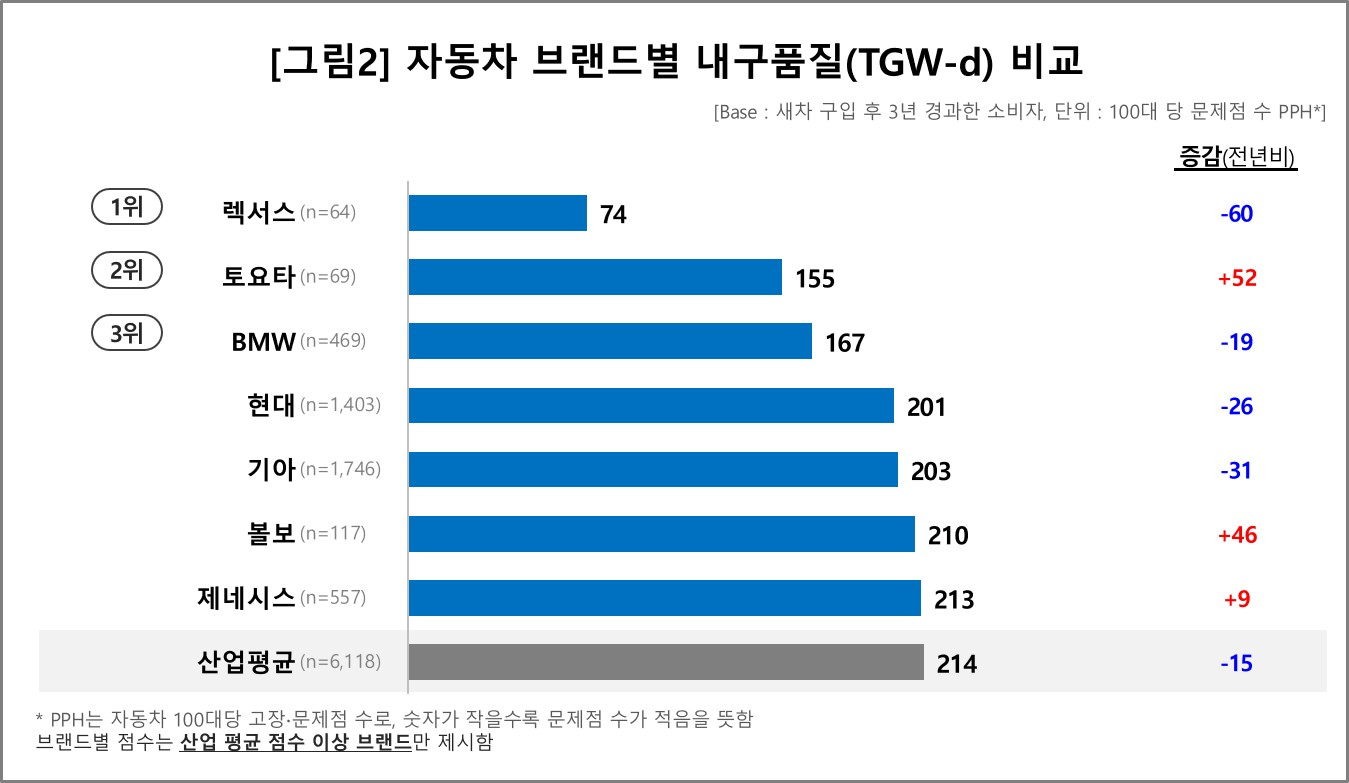 [그림2] 자동차 브랜드별 내구품질(TGW-d) 비교
[Base : 새차 구입 후 3년 경과한 소비자, 단위 : 100대 당 문제점 수 PPH*]
증감(전년비)
1위 렉서스 (n=64) 74 -60
2위 토요타 (n=69) 155 +52
3위 BMW (n=469) 167 -19
현대 (n=1,403) 201 -26
기아 (n=1,746) 203 -31
볼보 (n=117) 210 +46
제네시스 (n=557) 213 +9
산업평균 (n=6,118) 214 -15
* PPH는 자동차 100대당 고장·문제점 수로, 숫자가 작을수록 문제점 수가 적음을 뜻함
브랜드별 점수는 산업 평균 점수 이상 브랜드만 제시함